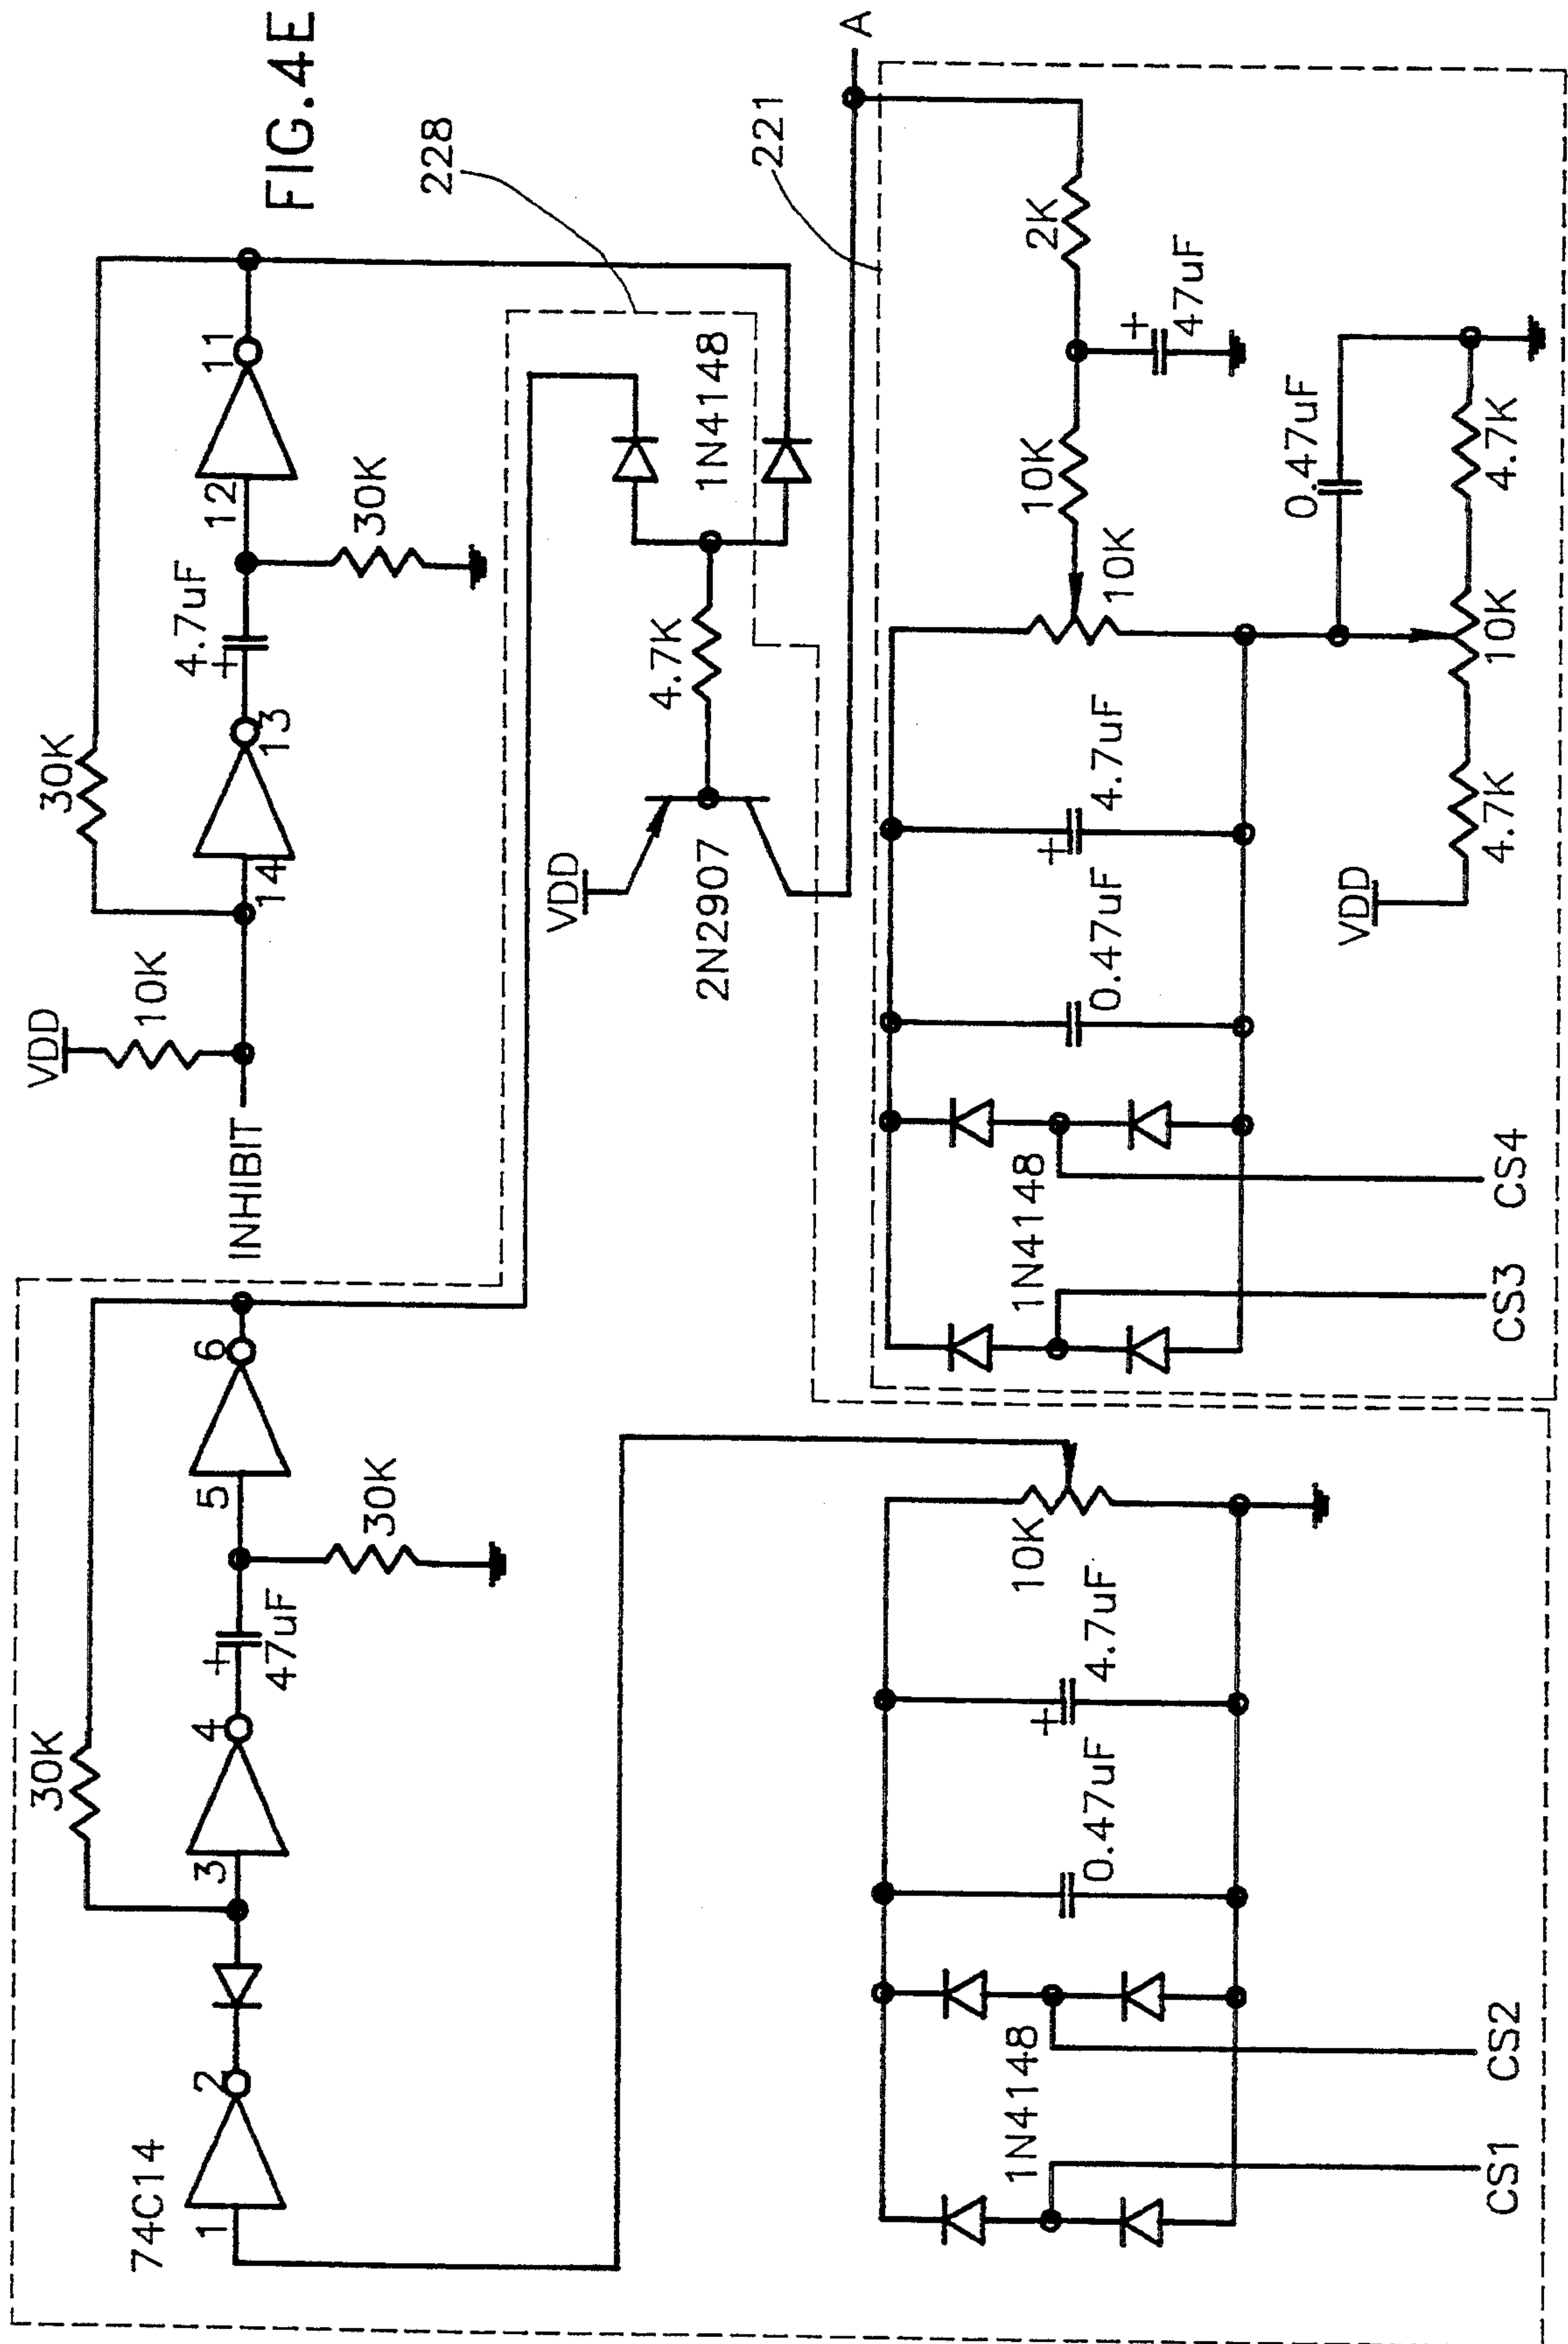 FIG.4E
VDD
10K
INHIBIT
30K
14
13
4.7uF
+
12
11
30K
228
74C14
1
2
3
4
30K
+
47uF
5
6
30K
VDD
2N2907
4.7K
1N4148
A
221
1N4148
CS1
CS2
0.47uF
+
4.7uF
10K
1N4148
CS3
CS4
0.47uF
+
4.7uF
10K
10K
2K
+
47uF
0.47uF
VDD
4.7K
10K
4.7K